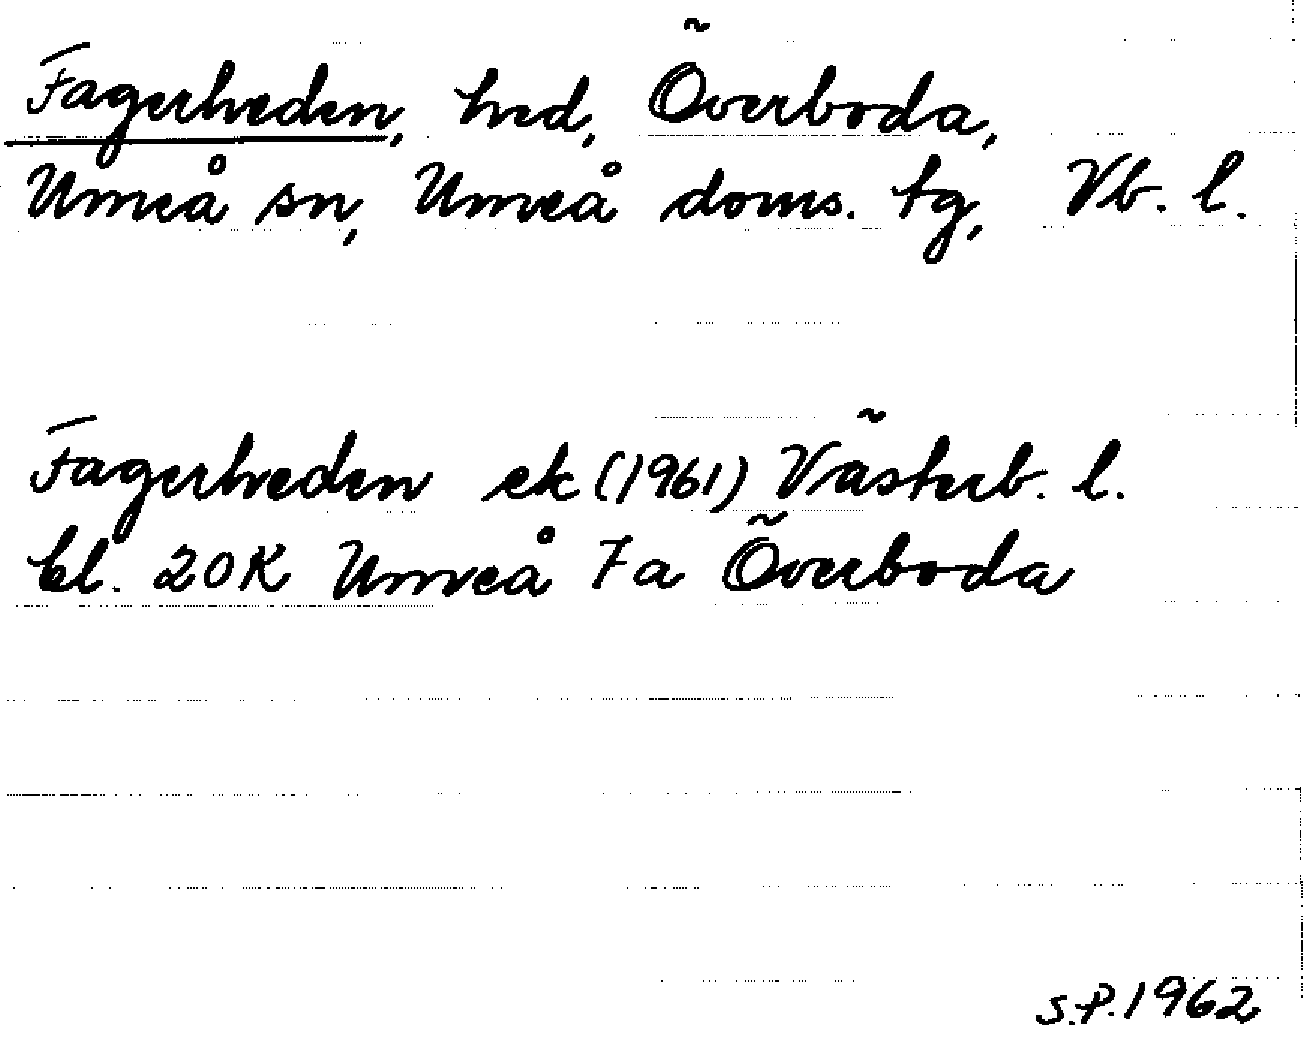 Fagerheden, hed, Överboda,
Umeå sn, Umeå doms. tg, Vb. l.
Fagerheden ek (1961) Västerb. l.
bl. 20K Umeå 7a Överboda
S.P. 1962